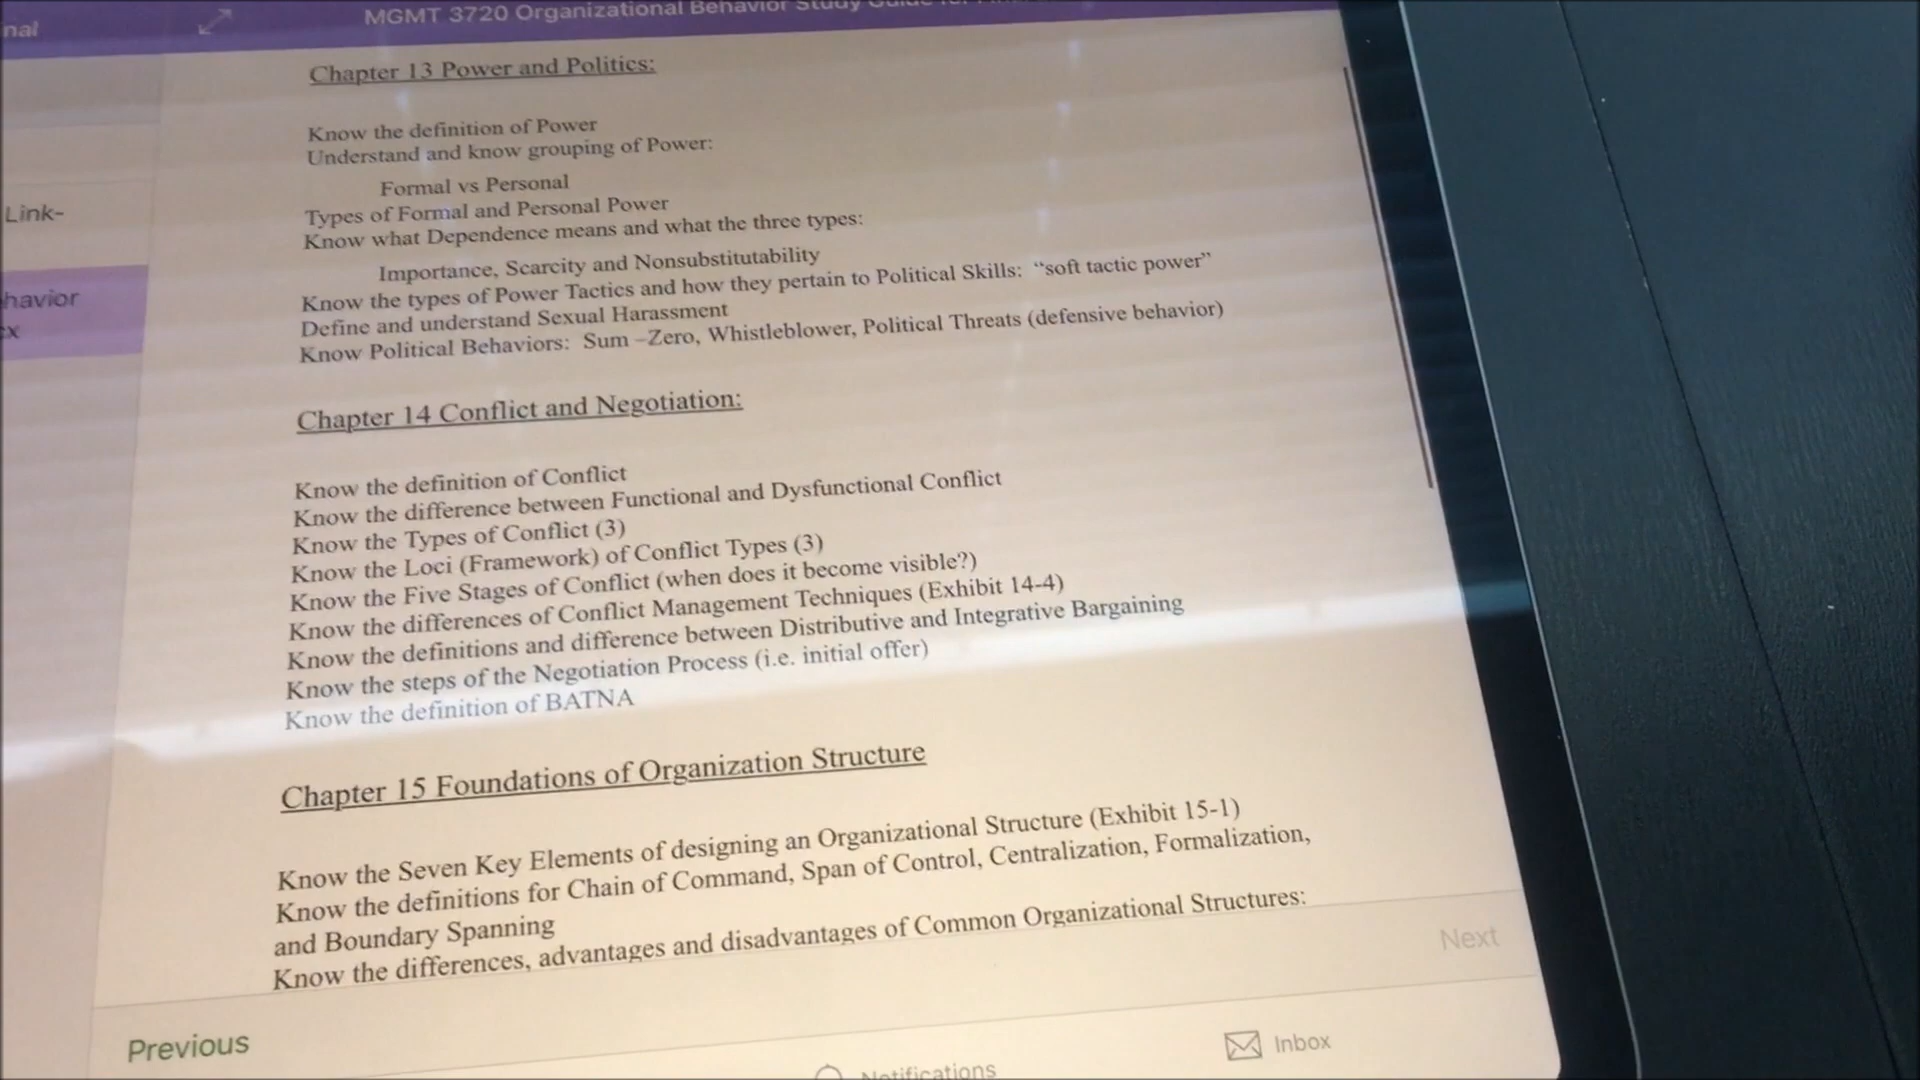 nal
MGMT 3720 Organizational Behavior Study
Chapter 13 Power and Politics:
Know the definition of Power
Understand and know grouping of Power:
Formal vs Personal
Types of Formal and Personal Power
Know what Dependence means and what the three types:
Importance, Scarcity and Nonsubstitutability
Know the types of Power Tactics and how they pertain to Political Skills: “soft tactic power”
Define and understand Sexual Harassment
Know Political Behaviors: Sum –Zero, Whistleblower, Political Threats (defensive behavior)
Link-
havior
cx
Chapter 14 Conflict and Negotiation:
Know the definition of Conflict
Know the difference between Functional and Dysfunctional Conflict
Know the Types of Conflict (3)
Know the Loci (Framework) of Conflict Types (3)
Know the Five Stages of Conflict (when does it become visible?)
Know the differences of Conflict Management Techniques (Exhibit 14-4)
Know the definitions and difference between Distributive and Integrative Bargaining
Know the steps of the Negotiation Process (i.e. initial offer)
Know the definition of BATNA
Chapter 15 Foundations of Organization Structure
Know the Seven Key Elements of designing an Organizational Structure (Exhibit 15-1)
Know the definitions for Chain of Command, Span of Control, Centralization, Formalization,
and Boundary Spanning
Know the differences, advantages and disadvantages of Common Organizational Structures:
Next
Previous
Notifications
Inbox